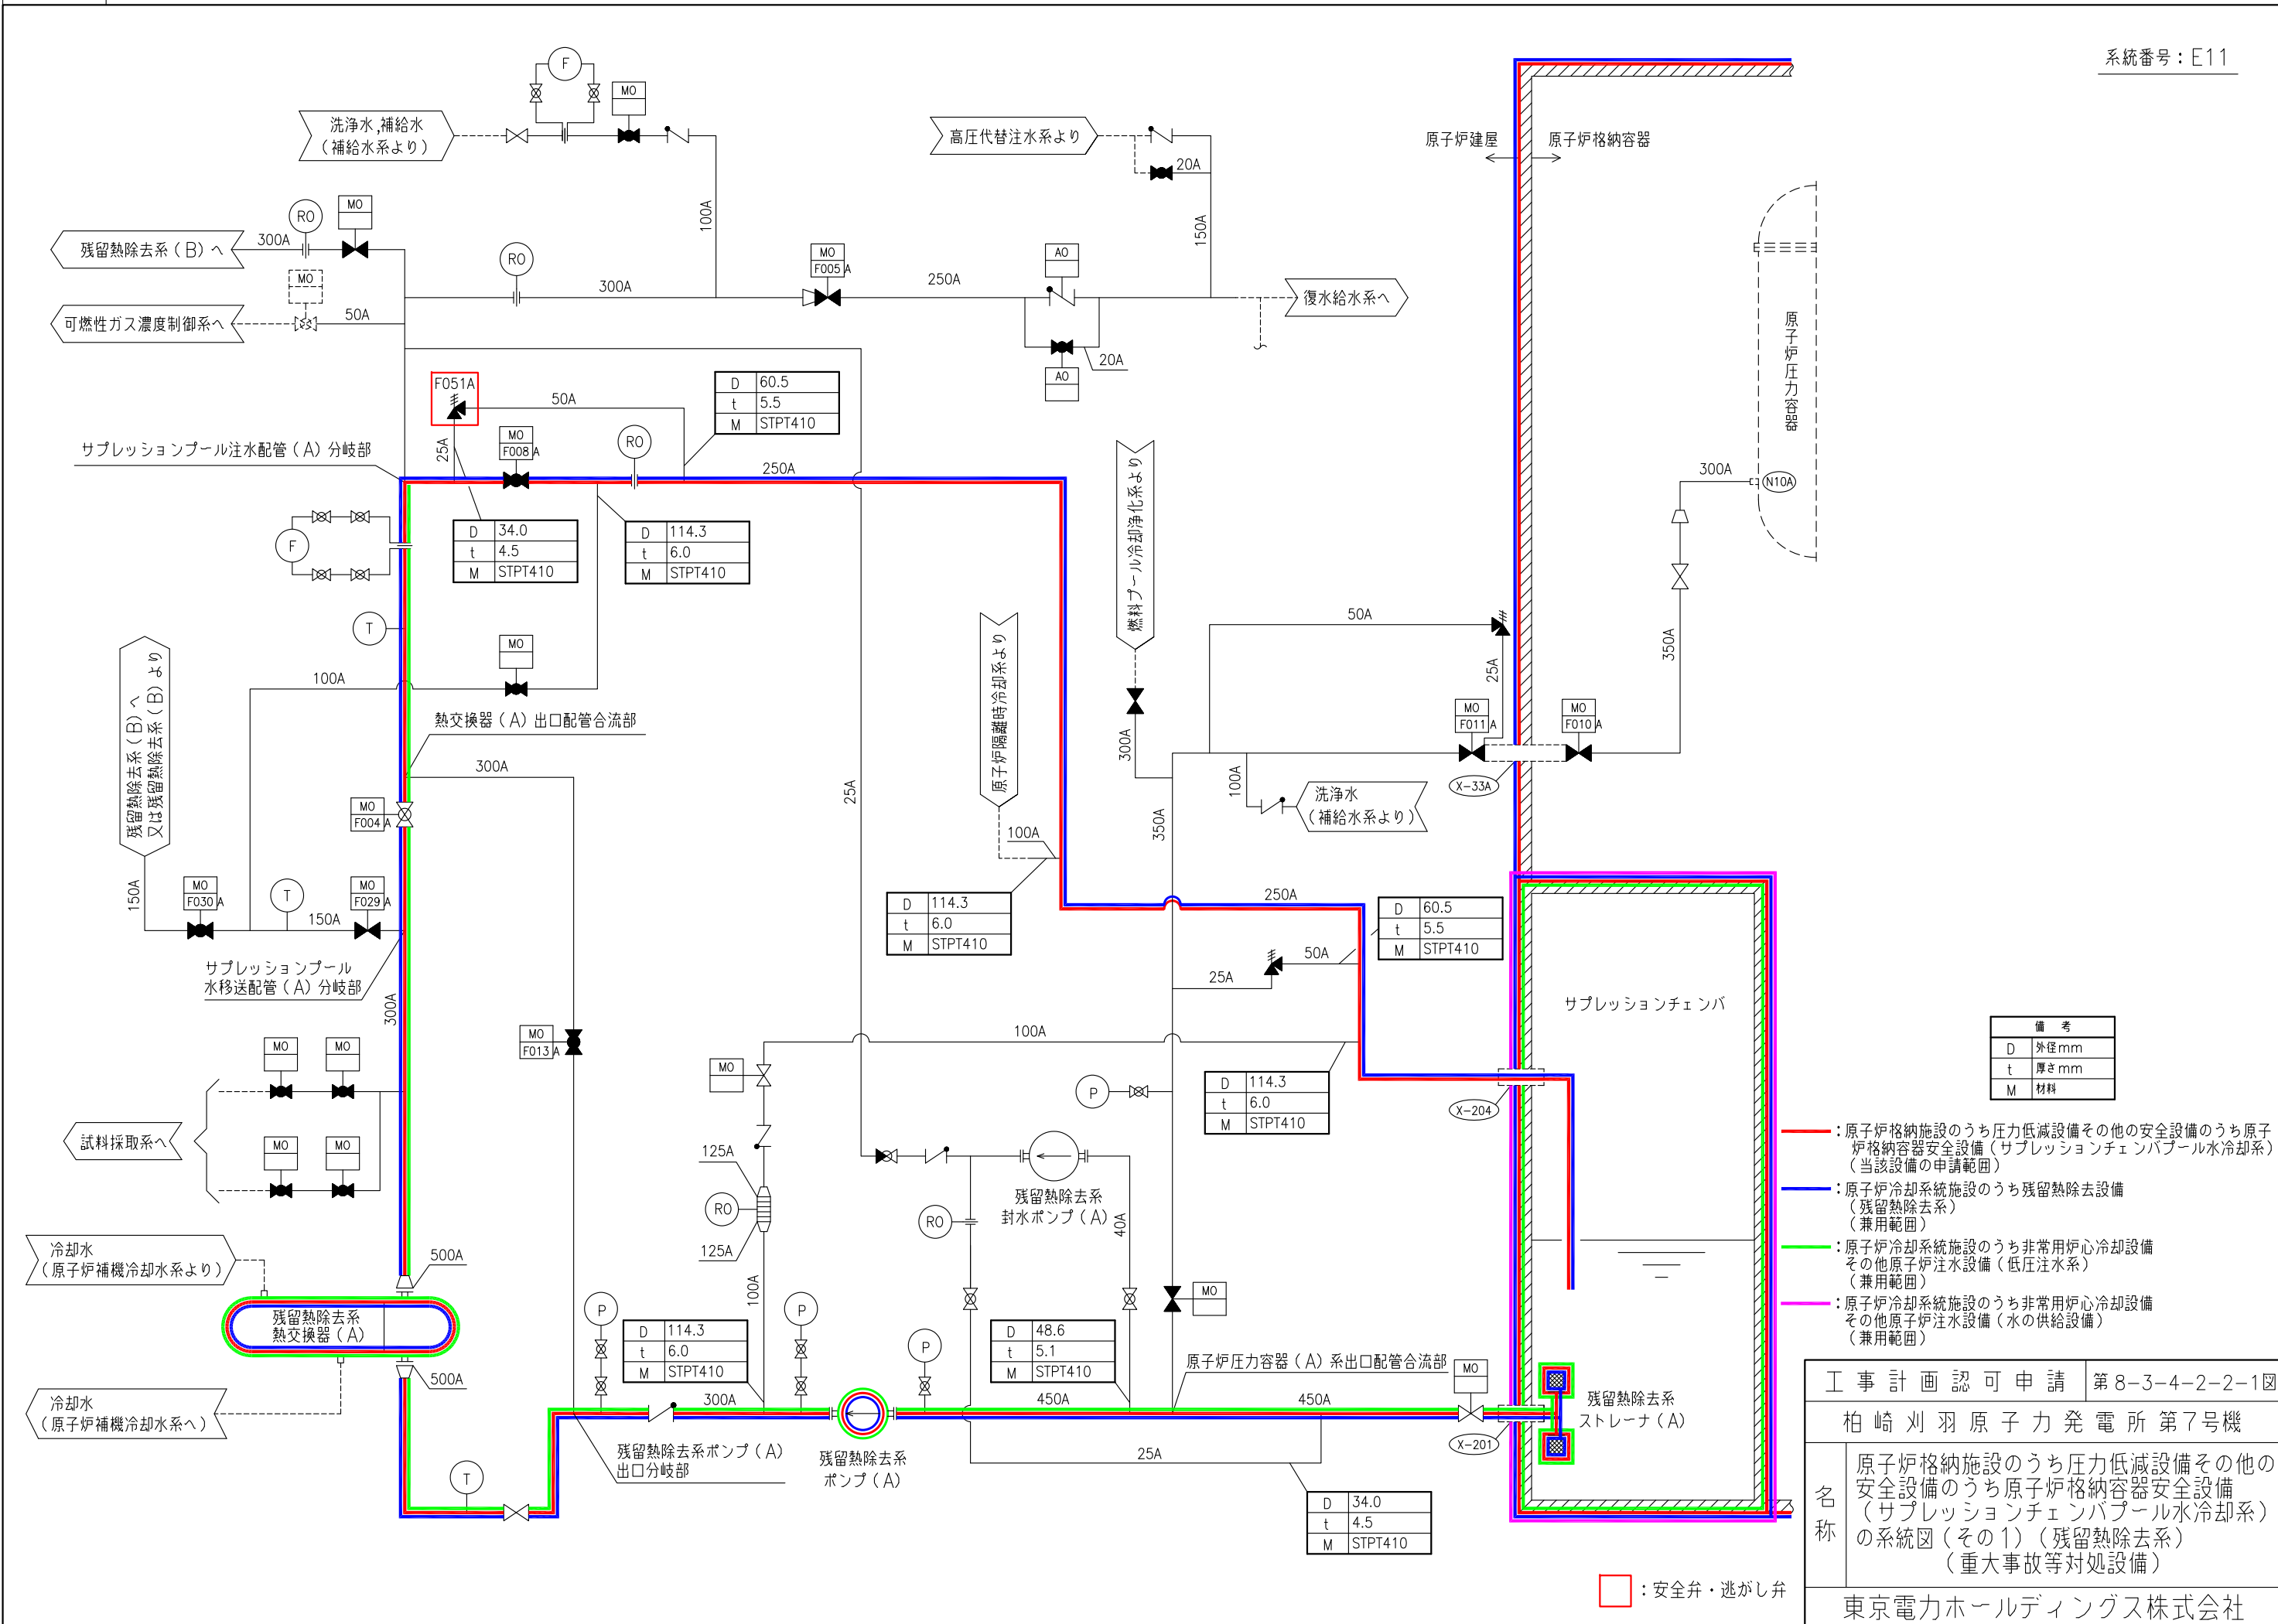 系統番号：E11
F
MO
洗浄水,補給水
（補給水系より）
高圧代替注水系より
20A
原子炉建屋
原子炉格納容器
100A
150A
RO
MO
残留熱除去系（B）へ
300A
RO
MO
F005A
AO
MO
300A
250A
復水給水系へ
可燃性ガス濃度制御系へ
50A
20A
AO
原子炉圧力容器
F051A
50A
25A
D 60.5
t 5.5
M STPT410
MO
F008A
RO
サプレッションプール注水配管（A）分岐部
250A
300A
N10A
燃料プール冷却浄化系より
F
D 34.0
t 4.5
M STPT410
D 114.3
t 6.0
M STPT410
T
50A
原子炉隔離時冷却系より
350A
25A
残留熱除去系（B）へ
又は残留熱除去系（B）より
MO
100A
熱交換器（A）出口配管合流部
300A
MO
F011A
MO
F010A
300A
100A
X-33A
洗浄水
（補給水系より）
25A
MO
F004A
350A
100A
150A
MO
F030A
T
MO
F029A
150A
D 114.3
t 6.0
M STPT410
250A
D 60.5
t 5.5
M STPT410
サプレッションプール
水移送配管（A）分岐部
300A
50A
25A
サプレッションチェンバ
MO
F013A
100A
MO
MO
MO
P
D 114.3
t 6.0
M STPT410
X-204
備 考
D 外径mm
t 厚さmm
M 材料
試料採取系へ
MO
MO
125A
RO
125A
残留熱除去系
封水ポンプ（A）
RO
40A
：原子炉格納施設のうち圧力低減設備その他の安全設備のうち原子
炉格納容器安全設備（サプレッションチェンバプール水冷却系）
（当該設備の申請範囲）
：原子炉冷却系統施設のうち残留熱除去設備
（残留熱除去系）
（兼用範囲）
：原子炉冷却系統施設のうち非常用炉心冷却設備
その他原子炉注水設備（低圧注水系）
（兼用範囲）
：原子炉冷却系統施設のうち非常用炉心冷却設備
その他原子炉注水設備（水の供給設備）
（兼用範囲）
冷却水
（原子炉補機冷却水系より）
500A
残留熱除去系
熱交換器（A）
500A
冷却水
（原子炉補機冷却水系へ）
100A
P
D 114.3
t 6.0
M STPT410
P
P
D 48.6
t 5.1
M STPT410
MO
原子炉圧力容器（A）系出口配管合流部
MO
300A
450A
450A
残留熱除去系
ストレーナ（A）
X-201
残留熱除去系ポンプ（A）
出口分岐部
残留熱除去系
ポンプ（A）
25A
T
D 34.0
t 4.5
M STPT410
：安全弁・逃がし弁
工事計画認可申請 第8-3-4-2-2-1図
柏崎刈羽原子力発電所第7号機
名称
原子炉格納施設のうち圧力低減設備その他の
安全設備のうち原子炉格納容器安全設備
（サプレッションチェンバプール水冷却系）
の系統図（その1）（残留熱除去系）
（重大事故等対処設備）
東京電力ホールディングス株式会社